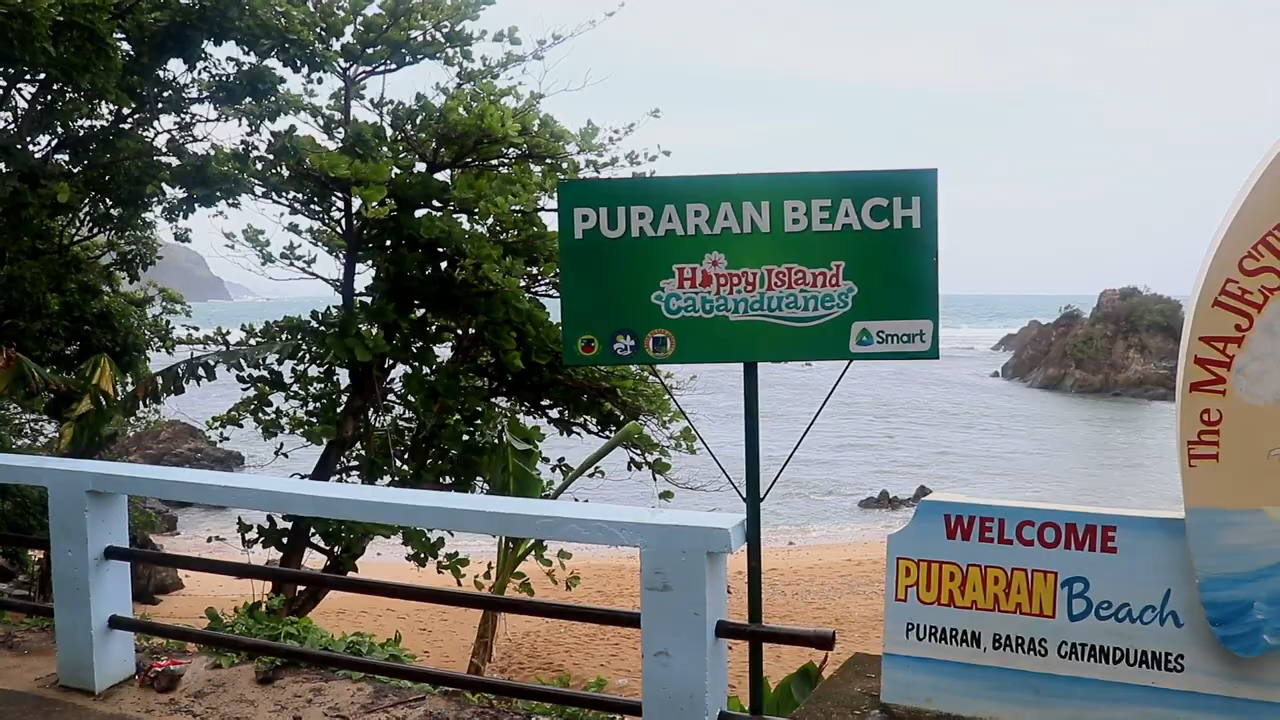 PURARAN BEACH
Happy Island
Catanduanes
Smart
The MAJEST
WELCOME
PURARAN Beach
PURARAN, BARAS CATANDUANES